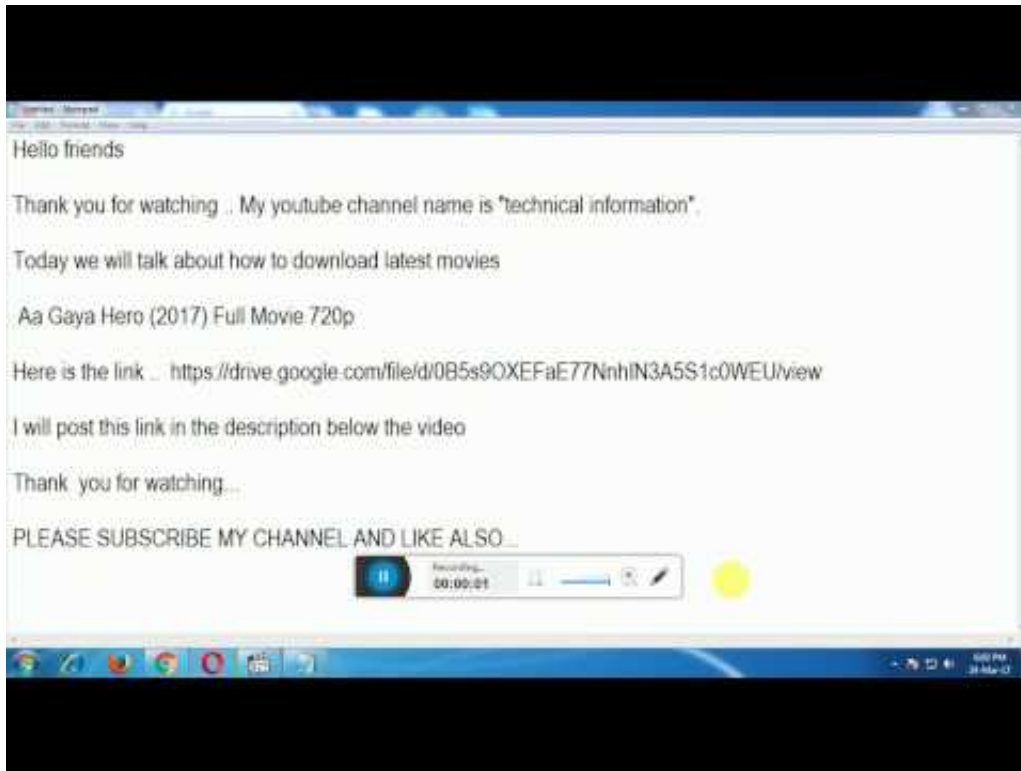 Hello friends
Thank you for watching .. My youtube channel name is "technical information".
Today we will talk about how to download latest movies
Aa Gaya Hero (2017) Full Movie 720p
Here is the link .. https://drive.google.com/file/d/0B5s9OXEFaE77NnhlN3A5S1c0WEU/view
I will post this link in the description below the video
Thank you for watching...
PLEASE SUBSCRIBE MY CHANNEL AND LIKE ALSO...
Recording...
00:00:01